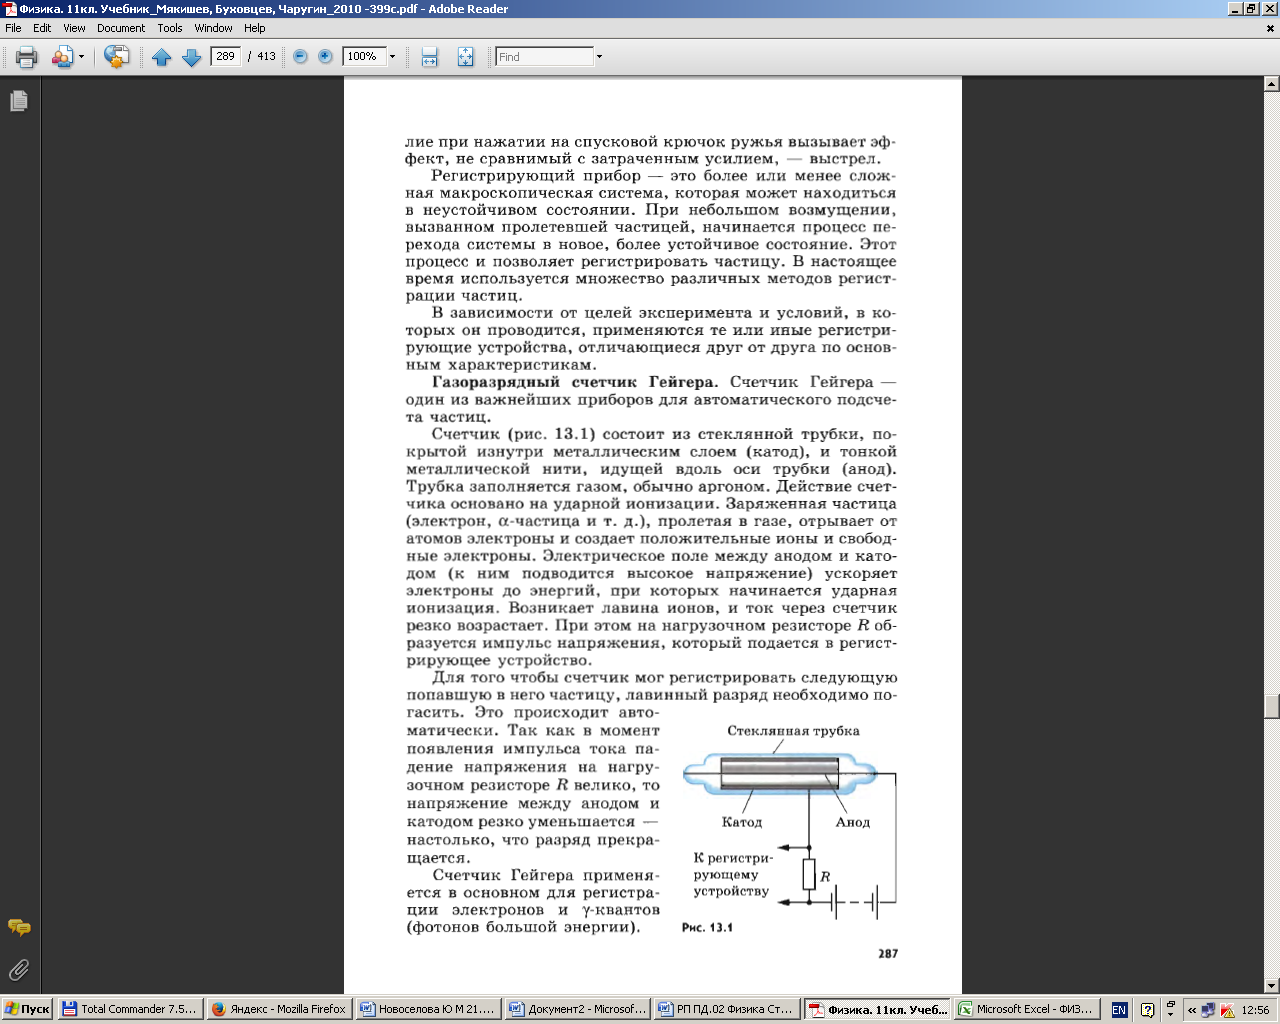 Физика. 11кл. Учебник_Мякишев, Буховцев, Чаругин_2010 -399с.pdf - Adobe Reader
File Edit View Document Tools Window Help
289 / 413 100% Find
лие при нажатии на спусковой крючок ружья вызывает эф-
фект, не сравнимый с затраченным усилием, — выстрел.
Регистрирующий прибор — это более или менее слож-
ная макроскопическая система, которая может находиться
в неустойчивом состоянии. При небольшом возмущении,
вызванном пролетевшей частицей, начинается процесс пе-
рехода системы в новое, более устойчивое состояние. Этот
процесс и позволяет регистрировать частицу. В настоящее
время используется множество различных методов регист-
рации частиц.
В зависимости от целей эксперимента и условий, в ко-
торых он проводится, применяются те или иные регистри-
рующие устройства, отличающиеся друг от друга по основ-
ным характеристикам.
Газоразрядный счетчик Гейгера. Счетчик Гейгера —
один из важнейших приборов для автоматического подсче-
та частиц.
Счетчик (рис. 13.1) состоит из стеклянной трубки, по-
крытой изнутри металлическим слоем (катод), и тонкой
металлической нити, идущей вдоль оси трубки (анод).
Трубка заполняется газом, обычно аргоном. Действие счет-
чика основано на ударной ионизации. Заряженная частица
(электрон, α-частица и т. д.), пролетая в газе, отрывает от
атомов электроны и создает положительные ионы и свобод-
ные электроны. Электрическое поле между анодом и като-
дом (к ним подводится высокое напряжение) ускоряет
электроны до энергий, при которых начинается ударная
ионизация. Возникает лавина ионов, и ток через счетчик
резко возрастает. При этом на нагрузочном резисторе R об-
разуется импульс напряжения, который подается в регист-
рирующее устройство.
Для того чтобы счетчик мог регистрировать следующую
попавшую в него частицу, лавинный разряд необходимо по-
гасить. Это происходит авто-
матически. Так как в момент
появления импульса тока па-
дение напряжения на нагру-
зочном резисторе R велико, то
напряжение между анодом и
катодом резко уменьшается —
настолько, что разряд прекра-
щается.
Счетчик Гейгера применя-
ется в основном для регистра-
ции электронов и γ-квантов
(фотонов большой энергии).
Стеклянная трубка
Катод Анод
К регистри-
рующему
устройству
R
Рис. 13.1
287
Пуск Total Commander 7.5... Яндекс - Mozilla Firefox Новоселова Ю М 21.... Документ2 - Microsof... РП ПД.02 Физика Ст... Физика. 11кл. Учеб... Microsoft Excel - ФИЗ... EN 12:56